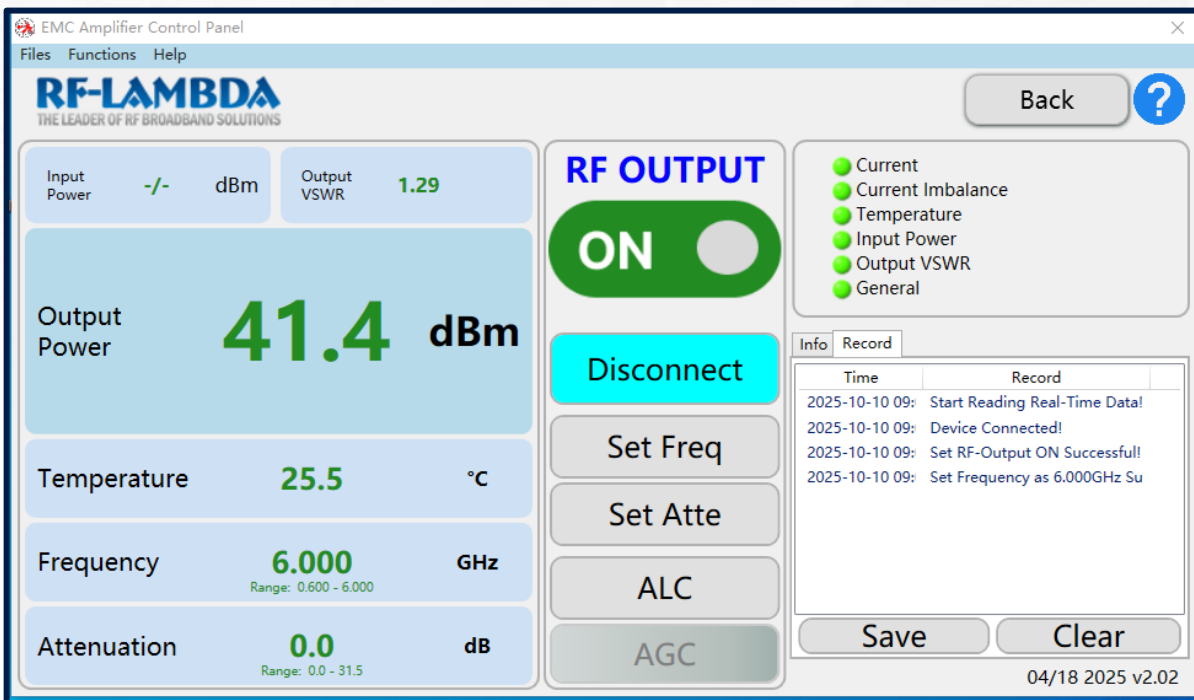 EMC Amplifier Control Panel
Files Functions Help
RF-LAMBDA
THE LEADER OF RF BROADBAND SOLUTIONS
Back
?
Input Power -/- dBm
Output VSWR 1.29
Output Power 41.4 dBm
Temperature 25.5 °C
Frequency 6.000 GHz
Range: 0.600 - 6.000
Attenuation 0.0 dB
Range: 0.0 - 31.5
RF OUTPUT
ON
Disconnect
Set Freq
Set Atte
ALC
AGC
Current
Current Imbalance
Temperature
Input Power
Output VSWR
General
Info Record
Time Record
2025-10-10 09: Start Reading Real-Time Data!
2025-10-10 09: Device Connected!
2025-10-10 09: Set RF-Output ON Successful!
2025-10-10 09: Set Frequency as 6.000GHz Su
Save Clear
04/18 2025 v2.02